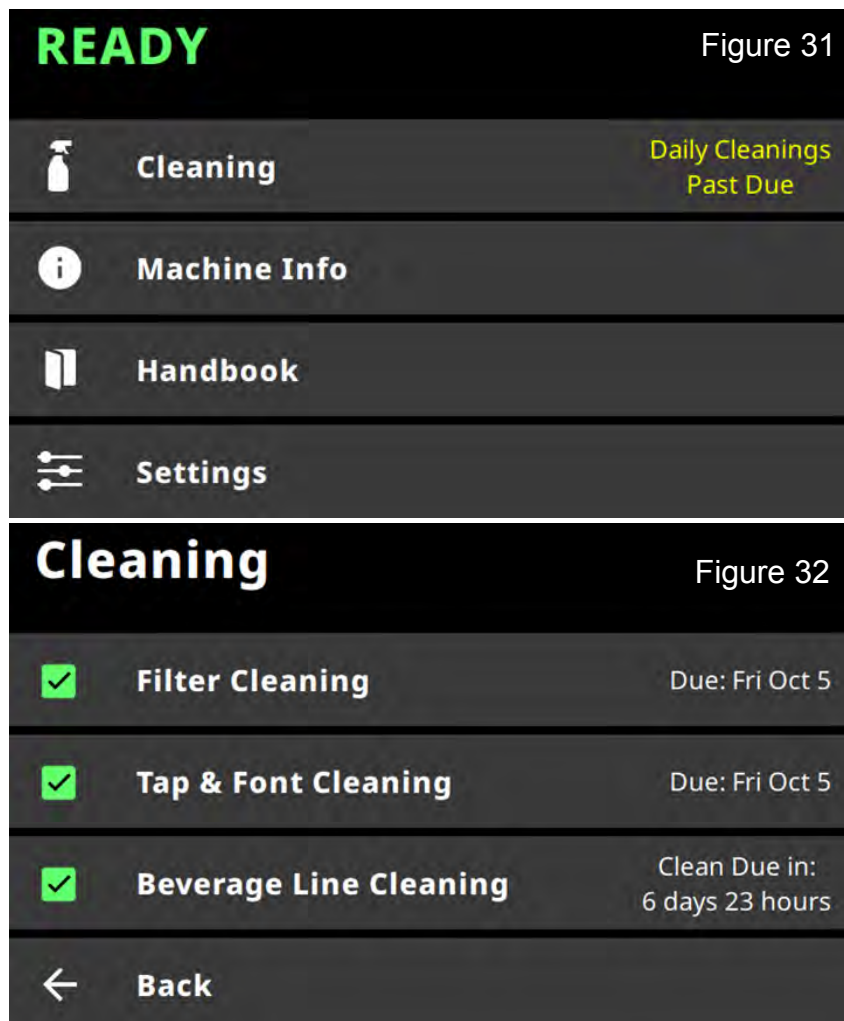 READY
Figure 31
Cleaning
Daily Cleanings
Past Due
Machine Info
Handbook
Settings
Cleaning
Figure 32
Filter Cleaning
Due: Fri Oct 5
Tap & Font Cleaning
Due: Fri Oct 5
Beverage Line Cleaning
Clean Due in:
6 days 23 hours
Back